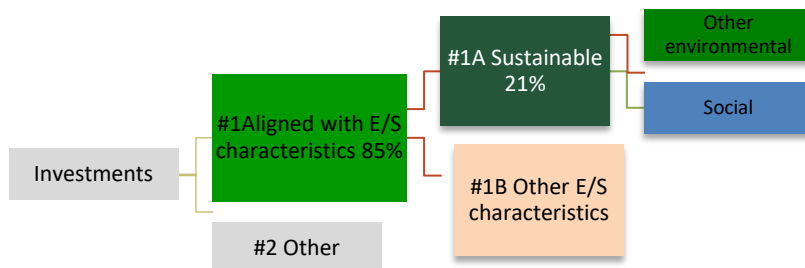 Other
environmental
#1A Sustainable
21%
Social
#1Aligned with E/S
characteristics 85%
Investments
#1B Other E/S
characteristics
#2 Other